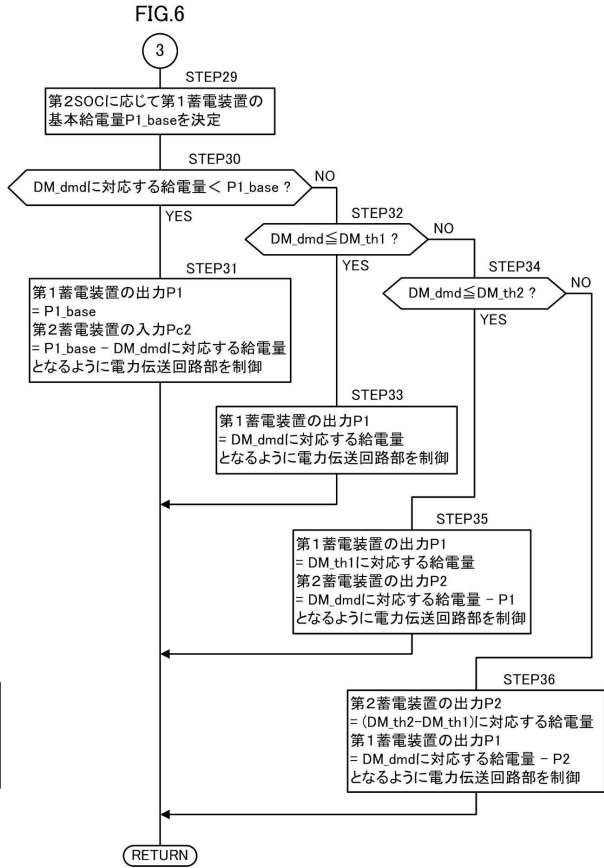 FIG.6
3
STEP29
第2SOCに応じて第1蓄電装置の
基本給電量P1_baseを決定
STEP30
DM_dmdに対応する給電量＜ P1_base ?
NO
YES
STEP32
DM_dmd≦DM_th1 ?
NO
YES
STEP34
DM_dmd≦DM_th2 ?
NO
YES
STEP31
第1蓄電装置の出力P1
= P1_base
第2蓄電装置の入力Pc2
= P1_base − DM_dmdに対応する給電量
となるように電力伝送回路部を制御
STEP33
第1蓄電装置の出力P1
= DM_dmdに対応する給電量
となるように電力伝送回路部を制御
STEP35
第1蓄電装置の出力P1
= DM_th1に対応する給電量
第2蓄電装置の出力P2
= DM_dmdに対応する給電量 − P1
となるように電力伝送回路部を制御
STEP36
第2蓄電装置の出力P2
= (DM_th2−DM_th1)に対応する給電量
第1蓄電装置の出力P1
= DM_dmdに対応する給電量 − P2
となるように電力伝送回路部を制御
RETURN